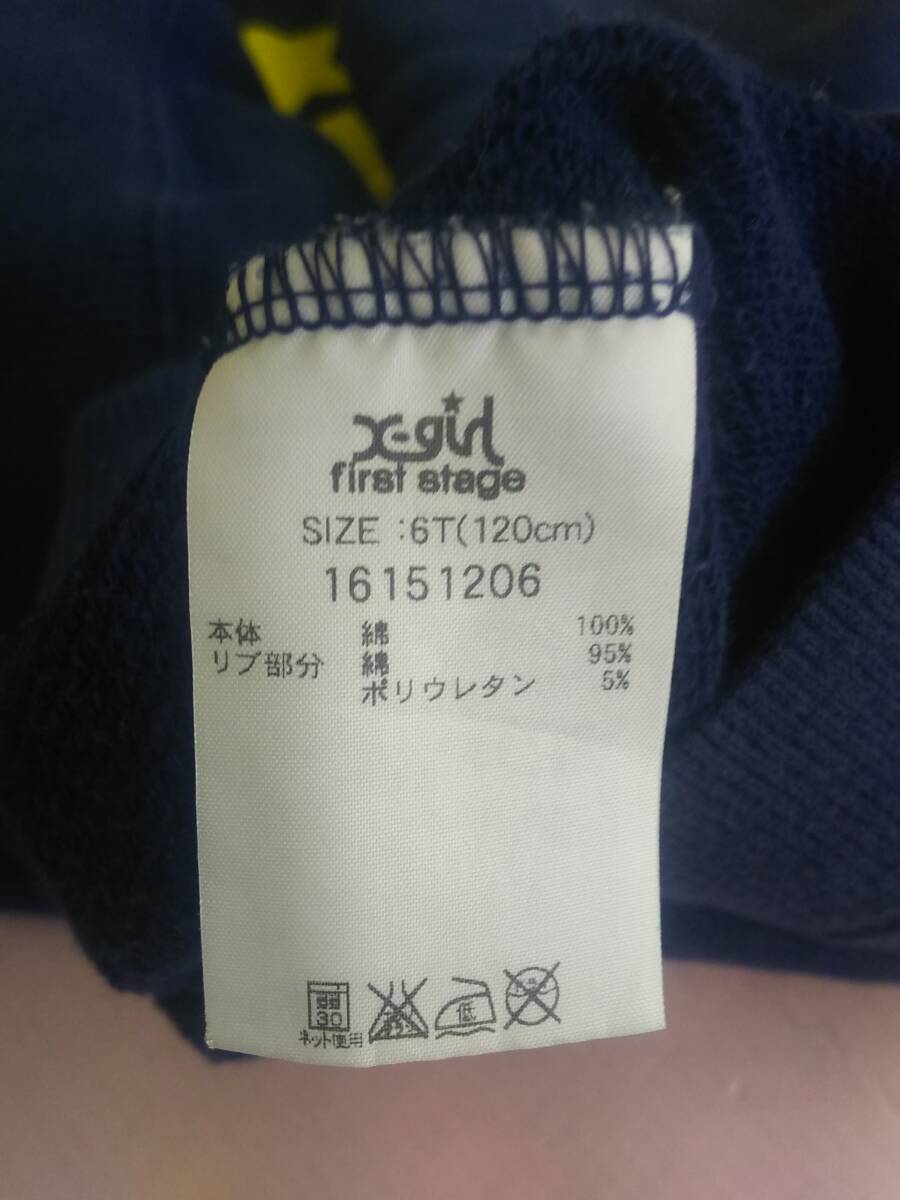 X-girl
first stage
SIZE :6T(120cm)
16151206
本体 綿 100%
リブ部分 綿 95%
ポリウレタン 5%
弱
30
低
ネット使用